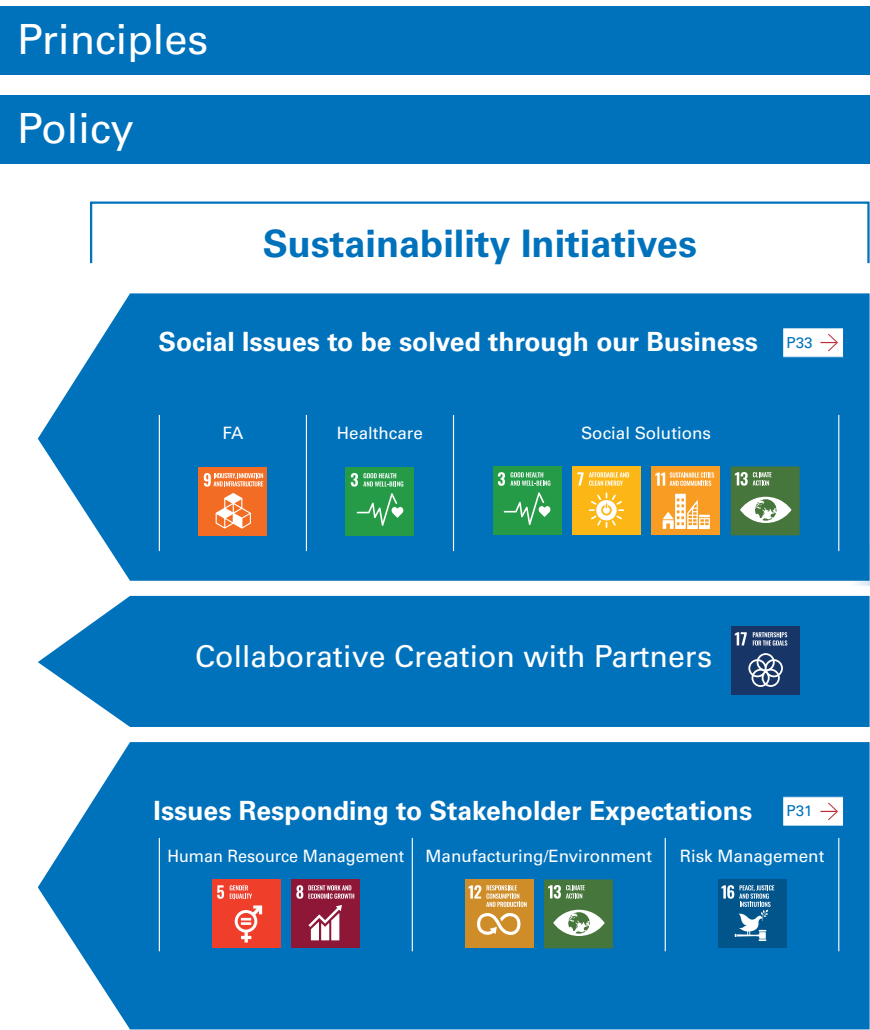 Principles
Policy
Sustainability Initiatives
Social Issues to be solved through our Business
P33
FA
Healthcare
Social Solutions
9 INDUSTRY, INNOVATION
AND INFRASTRUCTURE
3 GOOD HEALTH
AND WELL-BEING
3 GOOD HEALTH
AND WELL-BEING
7 AFFORDABLE AND
CLEAN ENERGY
11 SUSTAINABLE CITIES
AND COMMUNITIES
13 CLIMATE
ACTION
Collaborative Creation with Partners
17 PARTNERSHIPS
FOR THE GOALS
Issues Responding to Stakeholder Expectations
P31
Human Resource Management
Manufacturing/Environment
Risk Management
5 GENDER
EQUALITY
8 DECENT WORK AND
ECONOMIC GROWTH
12 RESPONSIBLE
CONSUMPTION
AND PRODUCTION
13 CLIMATE
ACTION
16 PEACE, JUSTICE
AND STRONG
INSTITUTIONS